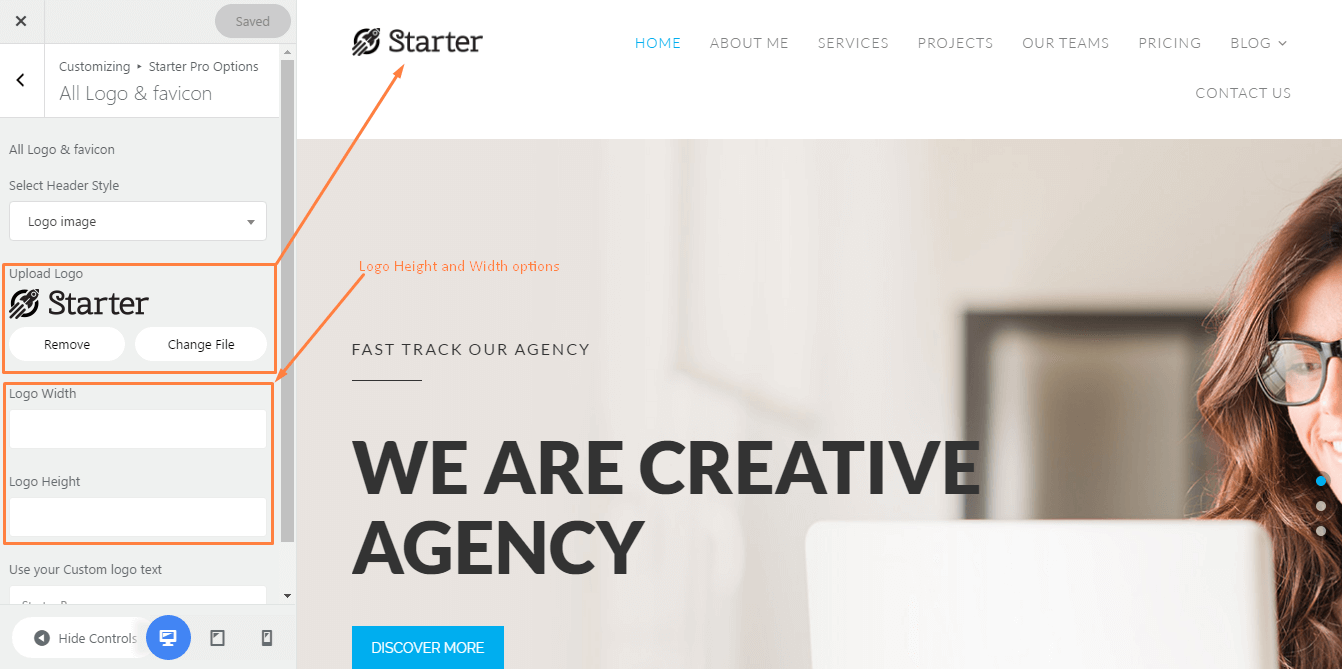 Saved
Customizing ▸ Starter Pro Options
All Logo & favicon
All Logo & favicon
Select Header Style
Logo image
Upload Logo
Starter
Remove
Change File
Logo Width
Logo Height
Use your Custom logo text
Hide Controls
Starter
HOME
ABOUT ME
SERVICES
PROJECTS
OUR TEAMS
PRICING
BLOG
CONTACT US
Logo Height and Width options
FAST TRACK OUR AGENCY
WE ARE CREATIVE
AGENCY
DISCOVER MORE